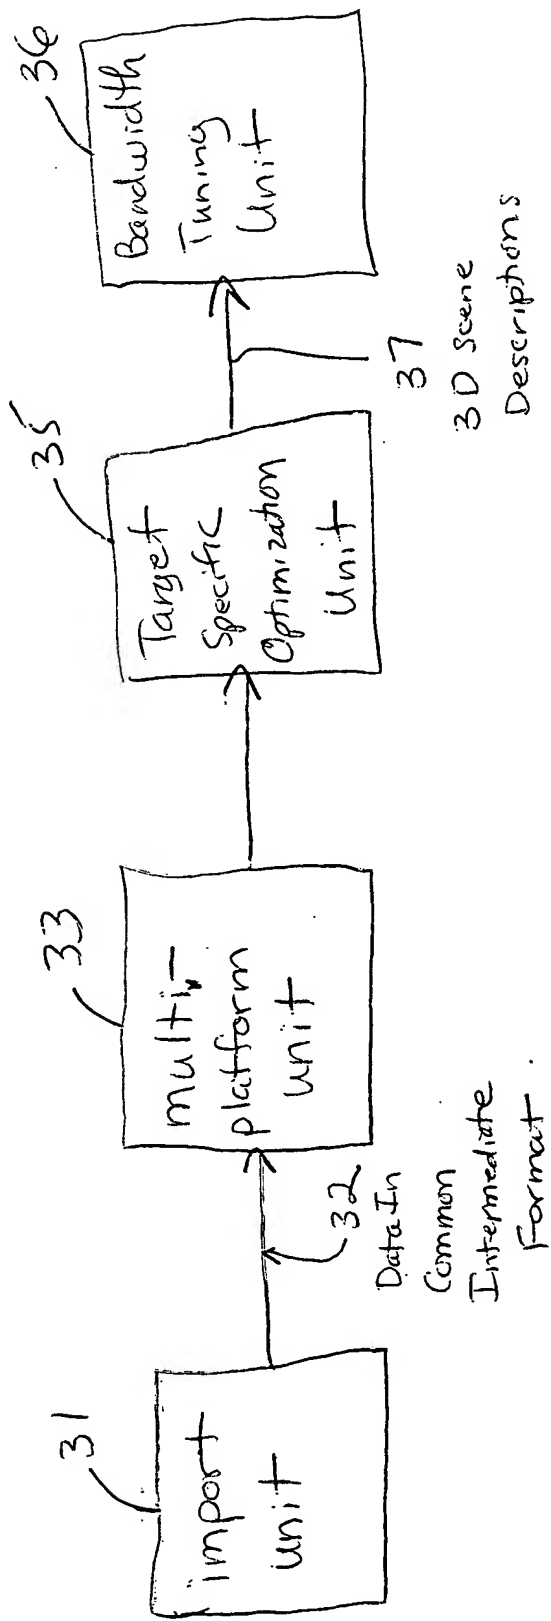 31
import
unit
32
Data In
Common
Intermediate
Format.
33
multi-
platform
unit
35
Target
Specific
Optimization
Unit
37
3D Scene
Descriptions
36
Bandwidth
Tuning
Unit